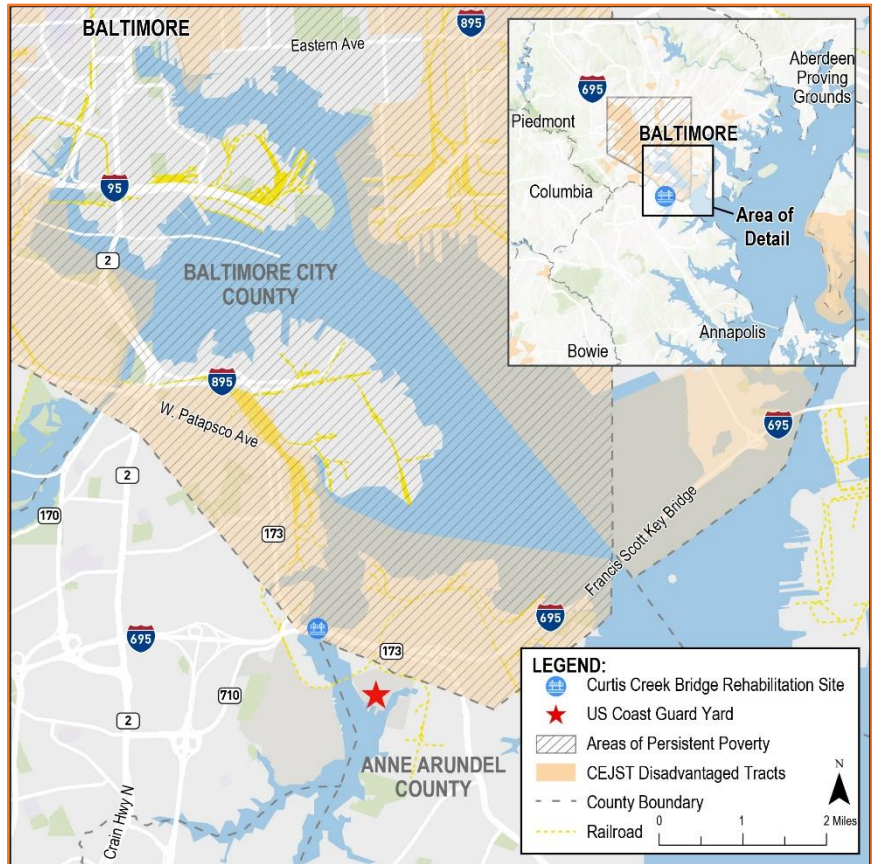 BALTIMORE
895
Eastern Ave
95
2
BALTIMORE CITY
COUNTY
895
W. Patapsco Ave
2
170
173
695
Francis Scott Key Bridge
695
695
173
710
2
ANNE ARUNDEL
COUNTY
Crain Hwy N
695
Aberdeen
Proving
Grounds
Piedmont
BALTIMORE
Columbia
Area of
Detail
Annapolis
Bowie
LEGEND:
Curtis Creek Bridge Rehabilitation Site
US Coast Guard Yard
Areas of Persistent Poverty
CEJST Disadvantaged Tracts
County Boundary
Railroad
N
0 1 2 Miles